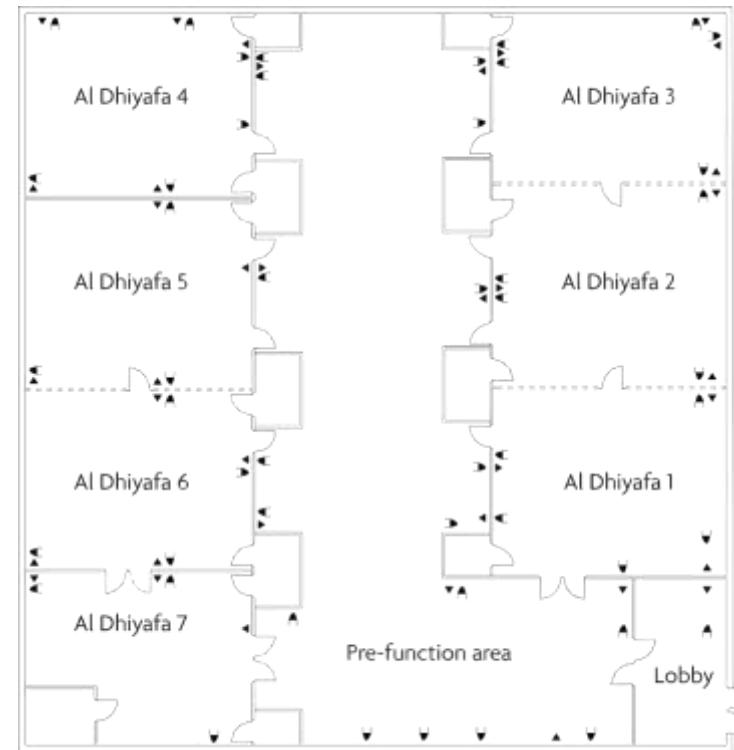 Al Dhiyafa 4
Al Dhiyafa 3
Al Dhiyafa 5
Al Dhiyafa 2
Al Dhiyafa 6
Al Dhiyafa 1
Al Dhiyafa 7
Pre-function area
Lobby